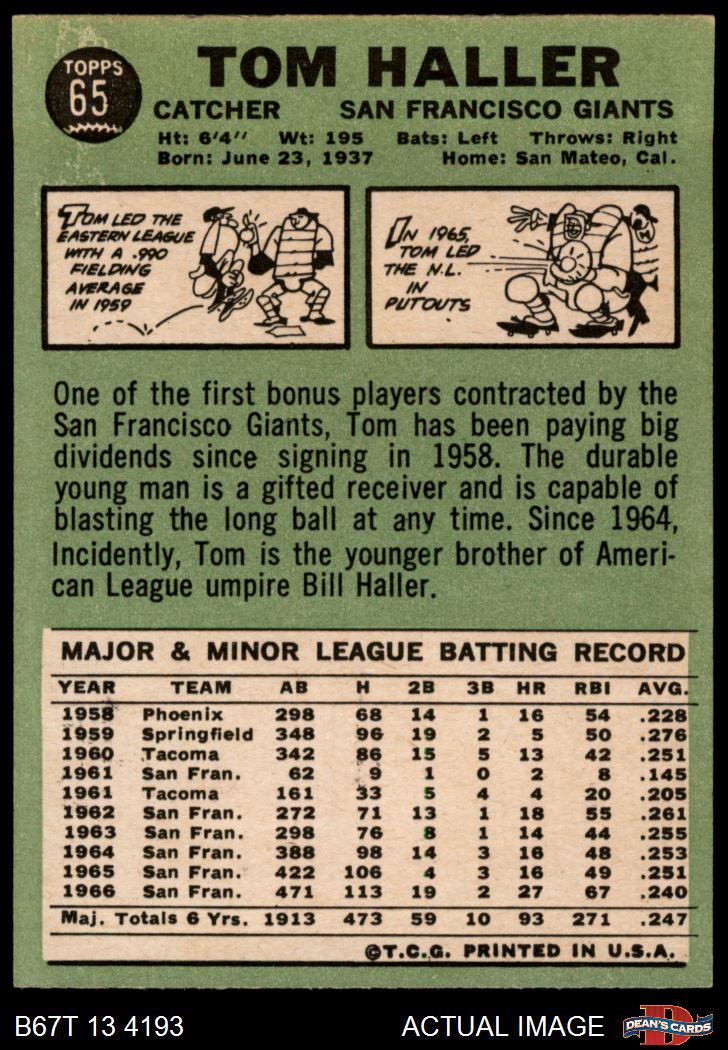 TOPPS
65
TOM HALLER
CATCHER SAN FRANCISCO GIANTS
Ht: 6'4'' Wt: 195 Bats: Left Throws: Right
Born: June 23, 1937 Home: San Mateo, Cal.
TOM LED THE
EASTERN LEAGUE
WITH A .990
FIELDING
AVERAGE
IN 1959
IN 1965,
TOM LED
THE N.L.
IN
PUTOUTS
One of the first bonus players contracted by the
San Francisco Giants, Tom has been paying big
dividends since signing in 1958. The durable
young man is a gifted receiver and is capable of
blasting the long ball at any time. Since 1964,
Incidently, Tom is the younger brother of Ameri-
can League umpire Bill Haller.
MAJOR & MINOR LEAGUE BATTING RECORD
YEAR TEAM AB H 2B 3B HR RBI AVG.
1958 Phoenix 298 68 14 1 16 54 .228
1959 Springfield 348 96 19 2 5 50 .276
1960 Tacoma 342 86 15 5 13 42 .251
1961 San Fran. 62 9 1 0 2 8 .145
1961 Tacoma 161 33 5 4 4 20 .205
1962 San Fran. 272 71 13 1 18 55 .261
1963 San Fran. 298 76 8 1 14 44 .255
1964 San Fran. 388 98 14 3 16 48 .253
1965 San Fran. 422 106 4 3 16 49 .251
1966 San Fran. 471 113 19 2 27 67 .240
Maj. Totals 6 Yrs. 1913 473 59 10 93 271 .247
©T.C.G. PRINTED IN U.S.A.
B67T 13 4193 ACTUAL IMAGE
D
DEAN'S CARDS